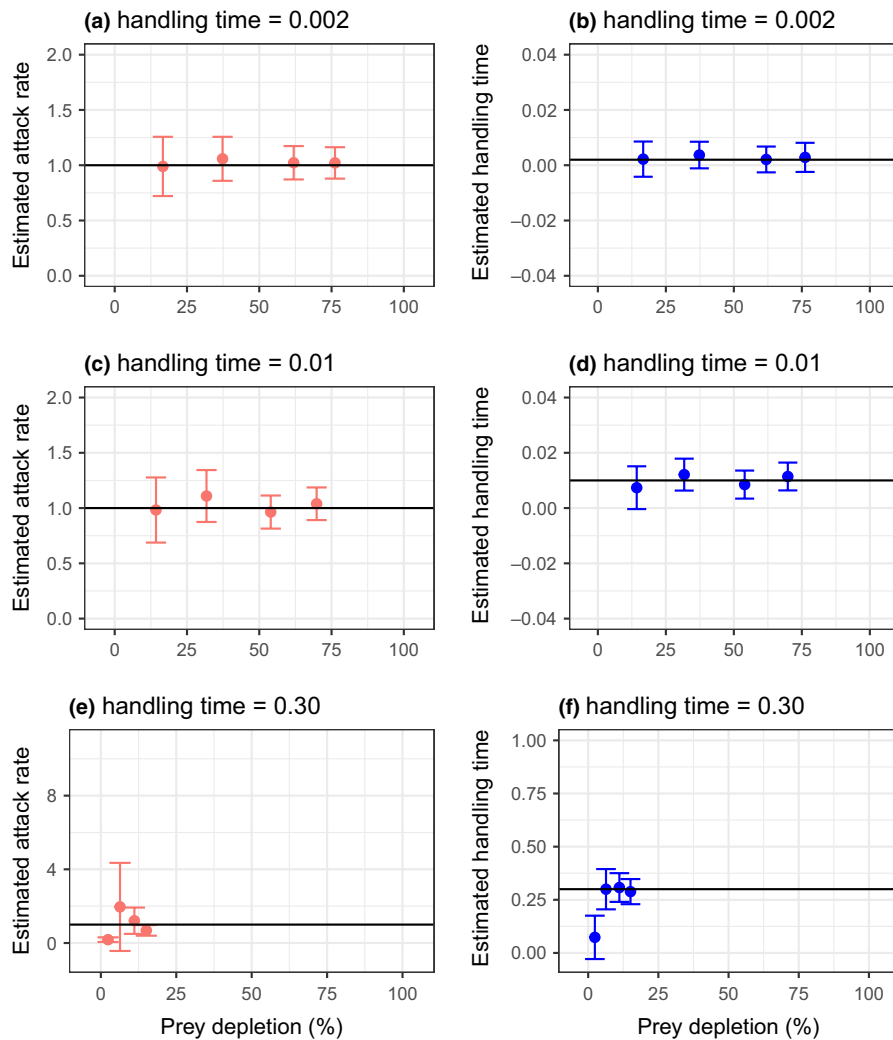 (a) handling time = 0.002
Estimated attack rate
2.0
1.5
1.0
0.5
0.0
0 25 50 75 100
(b) handling time = 0.002
Estimated handling time
0.04
0.02
0.00
−0.02
−0.04
0 25 50 75 100
(c) handling time = 0.01
Estimated attack rate
2.0
1.5
1.0
0.5
0.0
0 25 50 75 100
(d) handling time = 0.01
Estimated handling time
0.04
0.02
0.00
−0.02
−0.04
0 25 50 75 100
(e) handling time = 0.30
Estimated attack rate
8
4
0
0 25 50 75 100
Prey depletion (%)
(f) handling time = 0.30
Estimated handling time
1.00
0.75
0.50
0.25
0.00
0 25 50 75 100
Prey depletion (%)